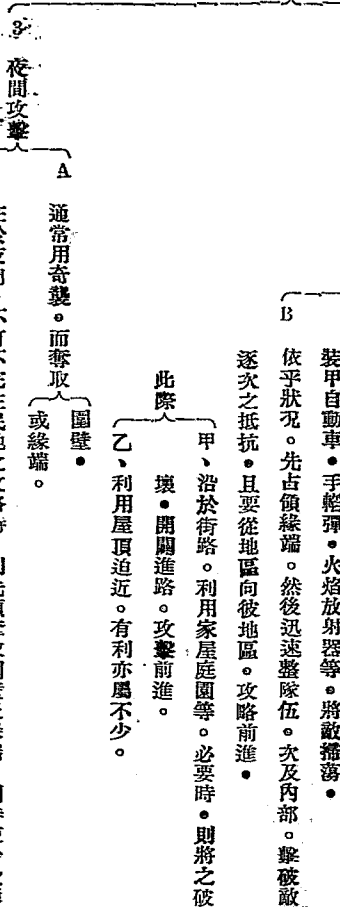 裝甲自動車。手輕彈。火焰放射器等。將敵掃蕩。
B 依乎狀况。先占領緣端。然後迅速整隊伍。次及內部。擊破敵
逐次之抵抗。且要從地區向彼地區。攻略前進。
此際
甲、沿於街路。利用家屋庭園等。必要時。則將之破
壞。開闢進路。攻擊前進。
乙、利用屋頂迫近。有利亦屬不少。
3 夜間攻擊
A 通常用奇襲。而奪取
圍壁。
或緣端。